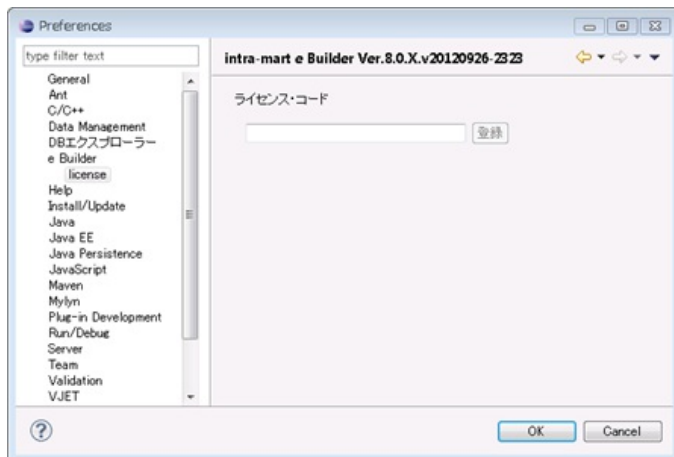 Preferences
type filter text
intra-mart e Builder Ver.8.0.X.v20120926-2323
General
Ant
C/C++
Data Management
DBエクスプローラー
e Builder
license
Help
Install/Update
Java
Java EE
Java Persistence
JavaScript
Maven
Mylyn
Plug-in Development
Run/Debug
Server
Team
Validation
VJET
ライセンス・コード
登録
?
OK
Cancel